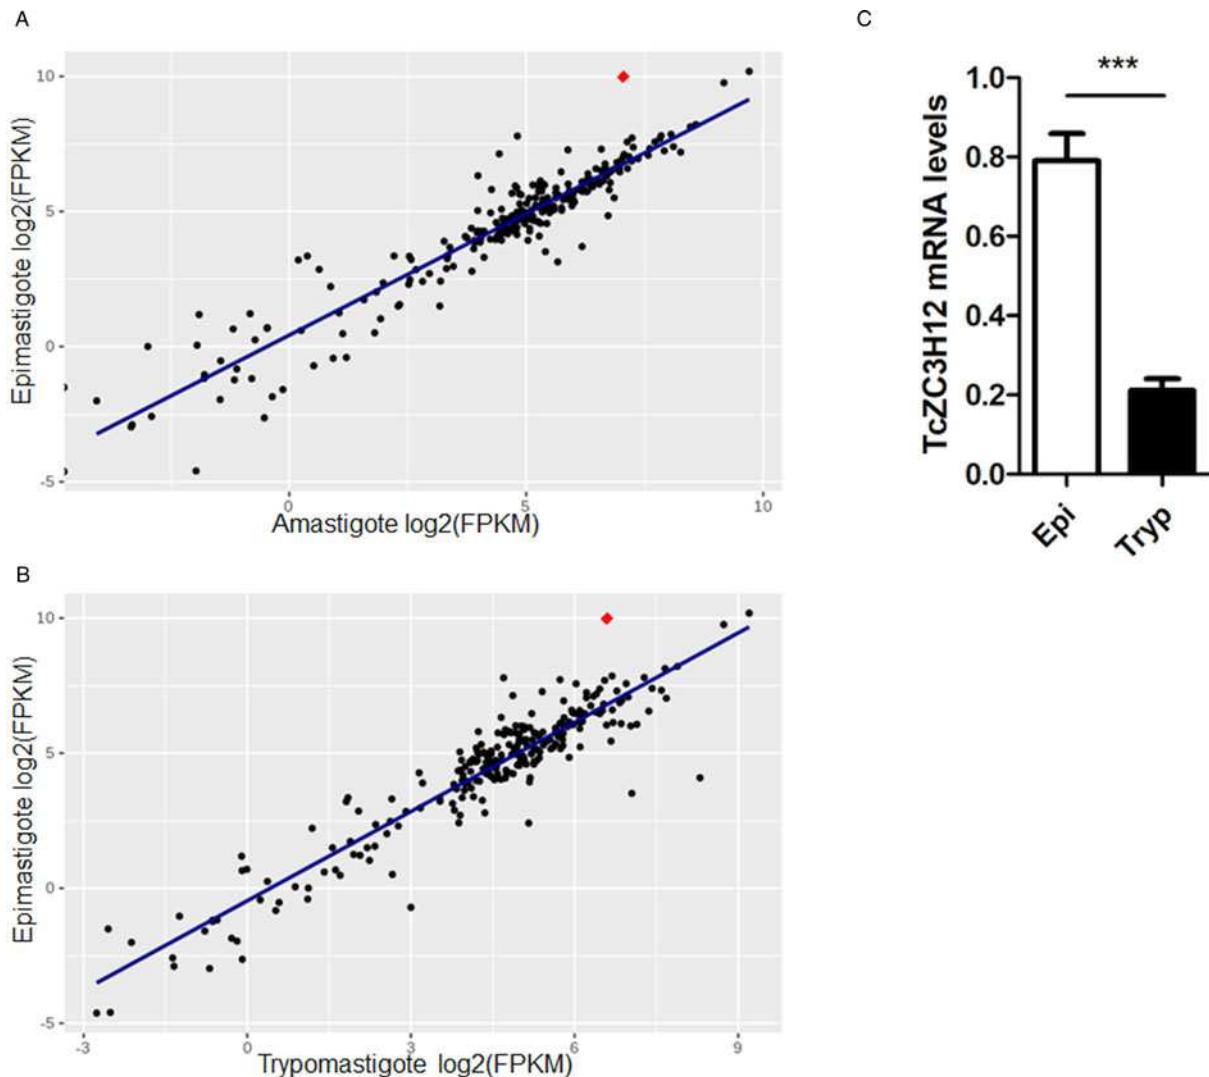 A
10
5
0
-5
Epimastigote log2(FPKM)
0
5
10
Amastigote log2(FPKM)
B
10
5
0
-5
Epimastigote log2(FPKM)
-3
0
3
6
9
Trypomastigote log2(FPKM)
C
***
1.0
0.8
0.6
0.4
0.2
0.0
TcZC3H12 mRNA levels
Epi
Tryp